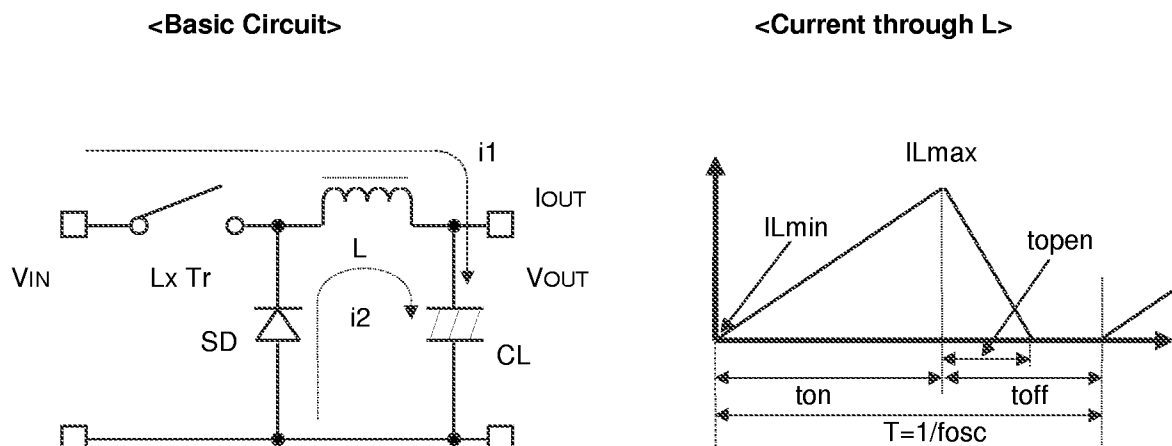 <Basic Circuit>
i1
IOUT
VIN
Lx Tr
L
VOUT
i2
SD
CL
<Current through L>
ILmax
ILmin
topen
ton
toff
T=1/fosc